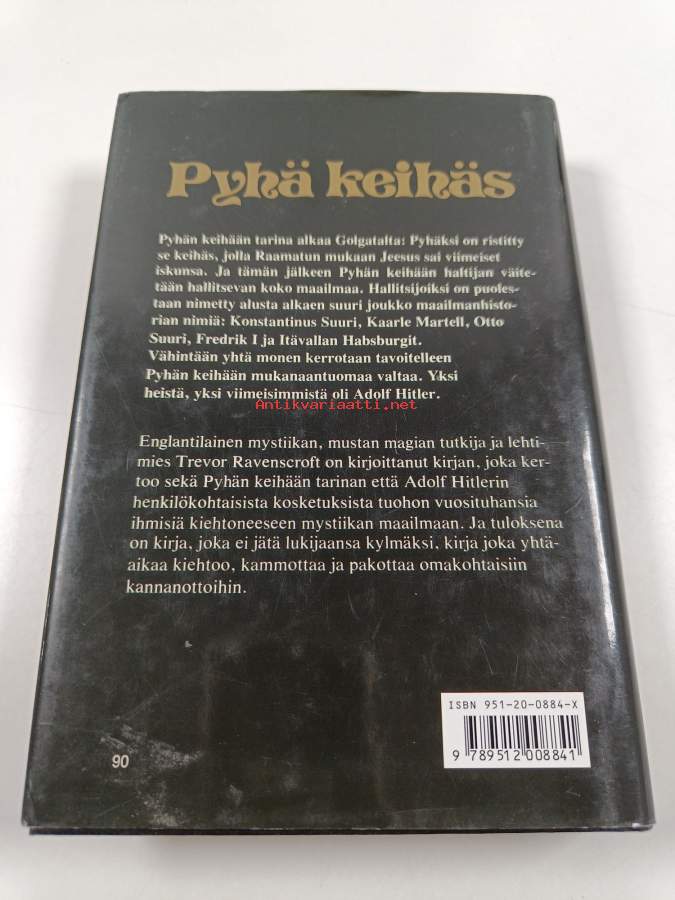 Pyhä keihäs
Pyhän keihään tarina alkaa Golgatalta: Pyhäksi on ristitty
se keihäs, jolla Raamatun mukaan Jeesus sai viimeiset
iskunsa. Ja tämän jälkeen Pyhän keihään haltijan väite-
tään hallitsevan koko maailmaa. Hallitsijoiksi on puoles-
taan nimetty alusta alkaen suuri joukko maailmanhisto-
rian nimiä: Konstantinus Suuri, Kaarle Martell, Otto
Suuri, Fredrik I ja Itävallan Habsburgit.
Vähintään yhtä monen kerrotaan tavoitelleen
Pyhän keihään mukanaantuomaa valtaa. Yksi
heistä, yksi viimeisimmistä oli Adolf Hitler.
Antikvariaatti.net
Englantilainen mystiikan, mustan magian tutkija ja lehti-
mies Trevor Ravenscroft on kirjoittanut kirjan, joka ker-
too sekä Pyhän keihään tarinan että Adolf Hitlerin
henkilökohtaisista kosketuksista tuohon vuosituhansia
ihmisiä kiehtoneeseen mystiikan maailmaan. Ja tuloksena
on kirja, joka ei jätä lukijaansa kylmäksi, kirja joka yhtä-
aikaa kiehtoo, kammottaa ja pakottaa omakohtaisiin
kannanottoihin.
ISBN 951-20-0884-X
9 789512 008841
90